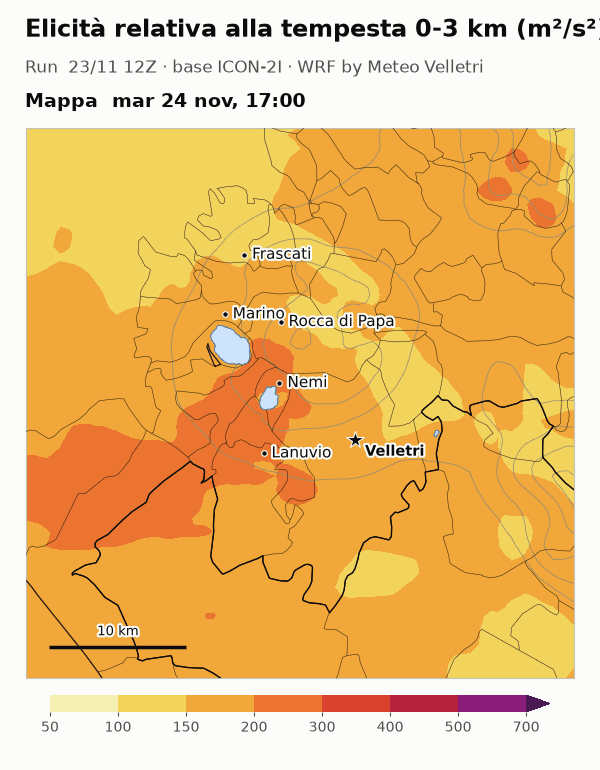 Elicità relativa alla tempesta 0-3 km (m²/s²)
Run  23/11 12Z · base ICON-2I · WRF by Meteo Velletri
Mappa  mar 24 nov, 17:00
Frascati
Marino
Rocca di Papa
Nemi
Velletri
Lanuvio
10 km
50 100 150 200 300 400 500 700